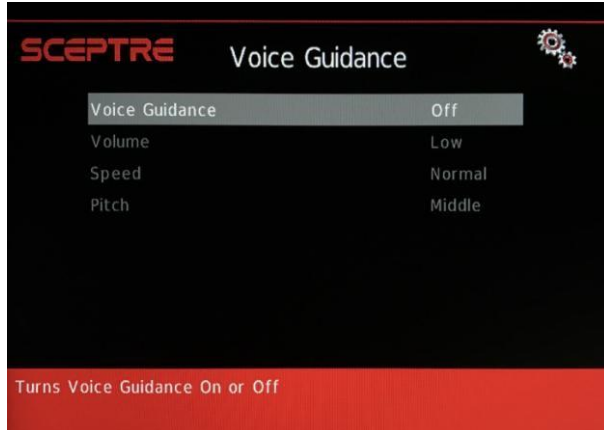 SCEPTRE
Voice Guidance
Voice Guidance Off
Volume Low
Speed Normal
Pitch Middle
Turns Voice Guidance On or Off